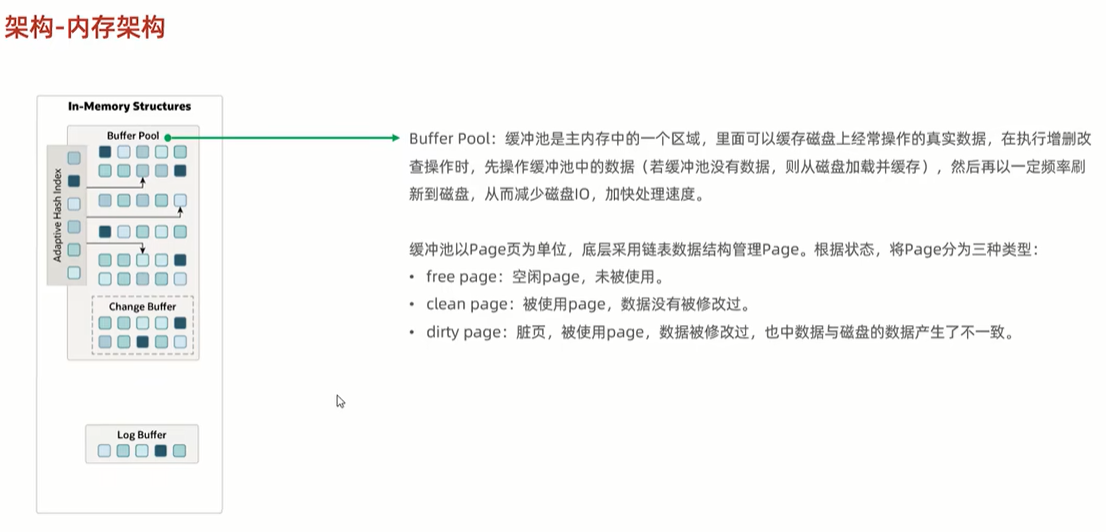 架构-内存架构
In-Memory Structures
Buffer Pool
Adaptive Hash Index
Change Buffer
Log Buffer
Buffer Pool：缓冲池是主内存中的一个区域，里面可以缓存磁盘上经常操作的真实数据，在执行增删改
查操作时，先操作缓冲池中的数据（若缓冲池没有数据，则从磁盘加载并缓存），然后再以一定频率刷
新到磁盘，从而减少磁盘IO，加快处理速度。
缓冲池以Page页为单位，底层采用链表数据结构管理Page。根据状态，将Page分为三种类型：
• free page：空闲page，未被使用。
• clean page：被使用page，数据没有被修改过。
• dirty page：脏页，被使用page，数据被修改过，也中数据与磁盘的数据产生了不一致。